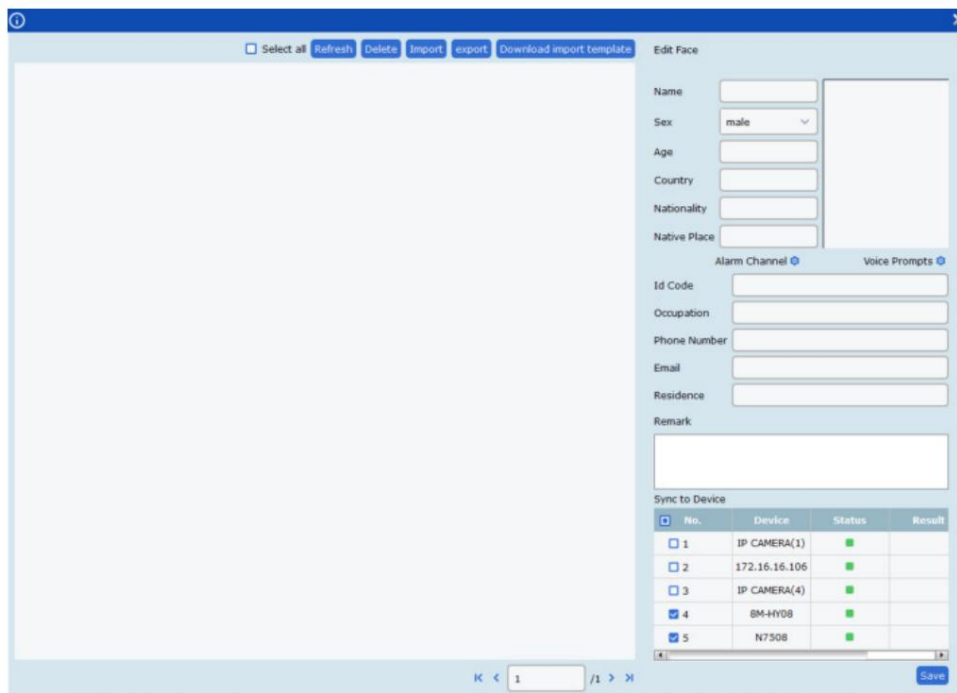 Select all Refresh Delete Import export Download import template
Edit Face
Name
Sex male
Age
Country
Nationality
Native Place
Alarm Channel Voice Prompts
Id Code
Occupation
Phone Number
Email
Residence
Remark
Sync to Device
No. Device Status Result
1 IP CAMERA(1)
2 172.16.16.106
3 IP CAMERA(4)
4 8M-HY08
5 N7508
1 /1
Save